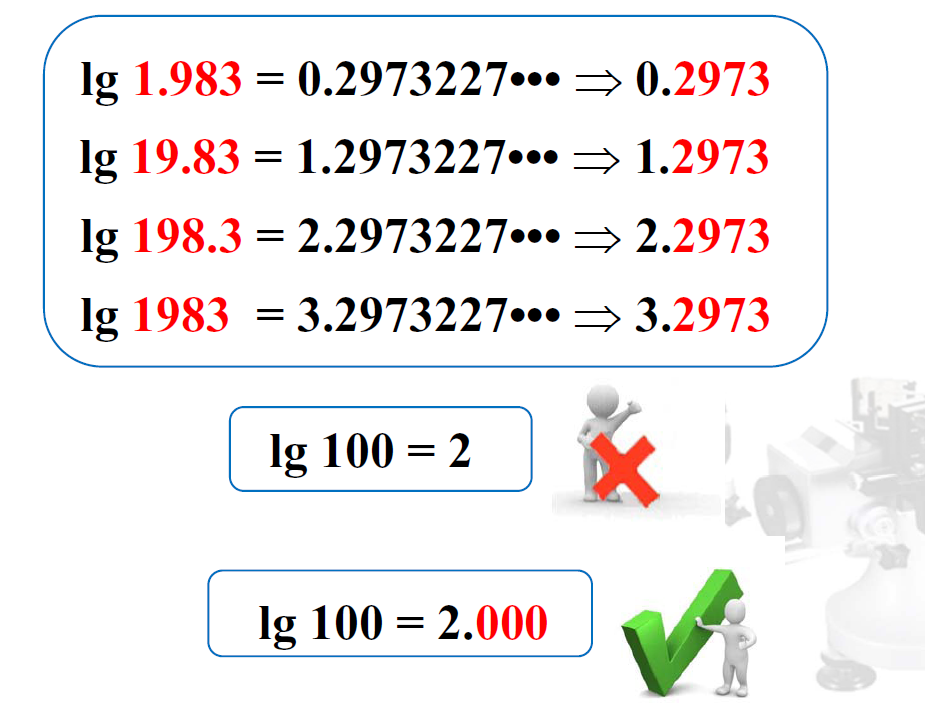 lg 1.983 = 0.2973227••• ⇒ 0.2973
lg 19.83 = 1.2973227••• ⇒ 1.2973
lg 198.3 = 2.2973227••• ⇒ 2.2973
lg 1983 = 3.2973227••• ⇒ 3.2973
lg 100 = 2
lg 100 = 2.000